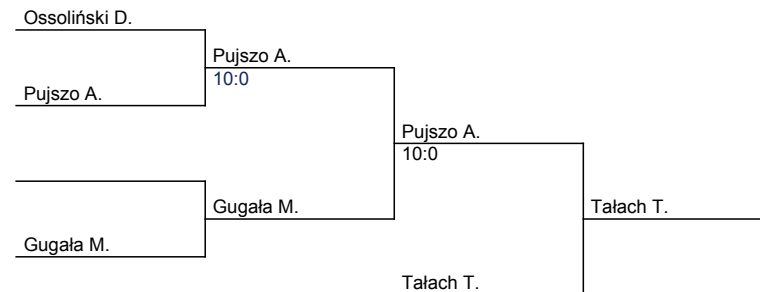 Ossoliński D.
Pujszo A.
10:0
Pujszo A.
Pujszo A.
10:0
Gugała M.
Tałach T.
Gugała M.
Tałach T.